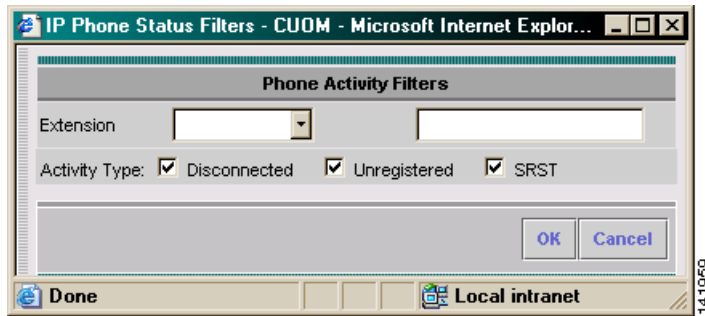 IP Phone Status Filters - CUOM - Microsoft Internet Explor...
Phone Activity Filters
Extension
Activity Type: Disconnected Unregistered SRST
OK Cancel
Done Local intranet
141959